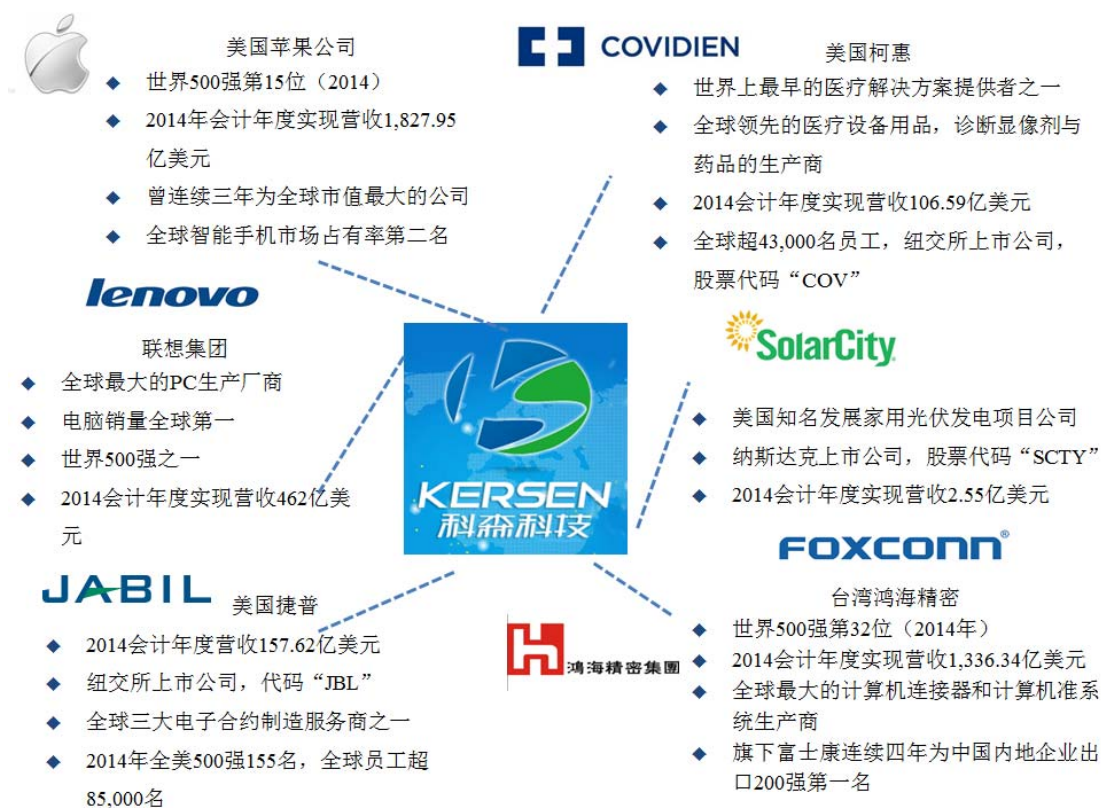 美国苹果公司
◆ 世界500强第15位（2014）
◆ 2014年会计年度实现营收1,827.95
亿美元
◆ 曾连续三年为全球市值最大的公司
◆ 全球智能手机市场占有率第二名
COVIDIEN
美国柯惠
◆ 世界上最早的医疗解决方案提供者之一
◆ 全球领先的医疗设备用品，诊断显像剂与
药品的生产商
◆ 2014会计年度实现营收106.59亿美元
◆ 全球超43,000名员工，纽交所上市公司，
股票代码“COV”
lenovo
联想集团
◆ 全球最大的PC生产厂商
◆ 电脑销量全球第一
◆ 世界500强之一
◆ 2014会计年度实现营收462亿美
元
KERSEN
科森科技
SolarCity
◆ 美国知名发展家用光伏发电项目公司
◆ 纳斯达克上市公司，股票代码“SCTY”
◆ 2014会计年度实现营收2.55亿美元
JABIL
美国捷普
◆ 2014会计年度营收157.62亿美元
◆ 纽交所上市公司，代码“JBL”
◆ 全球三大电子合约制造服务商之一
◆ 2014年全美500强155名，全球员工超
85,000名
鴻海精密集團
FOXCONN®
台湾鸿海精密
◆ 世界500强第32位（2014年）
◆ 2014会计年度实现营收1,336.34亿美元
◆ 全球最大的计算机连接器和计算机准系
统生产商
◆ 旗下富士康连续四年为中国内地企业出
口200强第一名